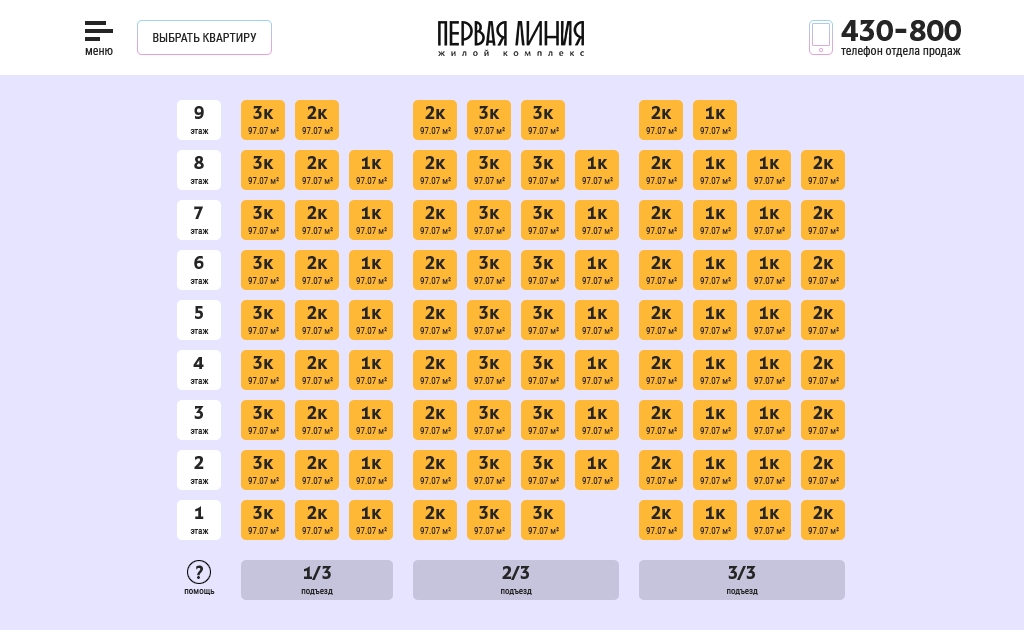 меню
ВЫБРАТЬ КВАРТИРУ
ПЕРВАЯ ЛИНИЯ
жилой комплекс
430-800
телефон отдела продаж
9 3к 2к 2к 3к 3к 2к 1к
этаж 97.07 м² 97.07 м² 97.07 м² 97.07 м² 97.07 м² 97.07 м² 97.07 м²
8 3к 2к 1к 2к 3к 3к 1к 2к 1к 1к 2к
этаж 97.07 м² 97.07 м² 97.07 м² 97.07 м² 97.07 м² 97.07 м² 97.07 м² 97.07 м² 97.07 м² 97.07 м² 97.07 м²
7 3к 2к 1к 2к 3к 3к 1к 2к 1к 1к 2к
этаж 97.07 м² 97.07 м² 97.07 м² 97.07 м² 97.07 м² 97.07 м² 97.07 м² 97.07 м² 97.07 м² 97.07 м² 97.07 м²
6 3к 2к 1к 2к 3к 3к 1к 2к 1к 1к 2к
этаж 97.07 м² 97.07 м² 97.07 м² 97.07 м² 97.07 м² 97.07 м² 97.07 м² 97.07 м² 97.07 м² 97.07 м² 97.07 м²
5 3к 2к 1к 2к 3к 3к 1к 2к 1к 1к 2к
этаж 97.07 м² 97.07 м² 97.07 м² 97.07 м² 97.07 м² 97.07 м² 97.07 м² 97.07 м² 97.07 м² 97.07 м² 97.07 м²
4 3к 2к 1к 2к 3к 3к 1к 2к 1к 1к 2к
этаж 97.07 м² 97.07 м² 97.07 м² 97.07 м² 97.07 м² 97.07 м² 97.07 м² 97.07 м² 97.07 м² 97.07 м² 97.07 м²
3 3к 2к 1к 2к 3к 3к 1к 2к 1к 1к 2к
этаж 97.07 м² 97.07 м² 97.07 м² 97.07 м² 97.07 м² 97.07 м² 97.07 м² 97.07 м² 97.07 м² 97.07 м² 97.07 м²
2 3к 2к 1к 2к 3к 3к 1к 2к 1к 1к 2к
этаж 97.07 м² 97.07 м² 97.07 м² 97.07 м² 97.07 м² 97.07 м² 97.07 м² 97.07 м² 97.07 м² 97.07 м² 97.07 м²
1 3к 2к 1к 2к 3к 3к 2к 1к 1к 2к
этаж 97.07 м² 97.07 м² 97.07 м² 97.07 м² 97.07 м² 97.07 м² 97.07 м² 97.07 м² 97.07 м² 97.07 м²
? 1/3 2/3 3/3
помощь подъезд подъезд подъезд